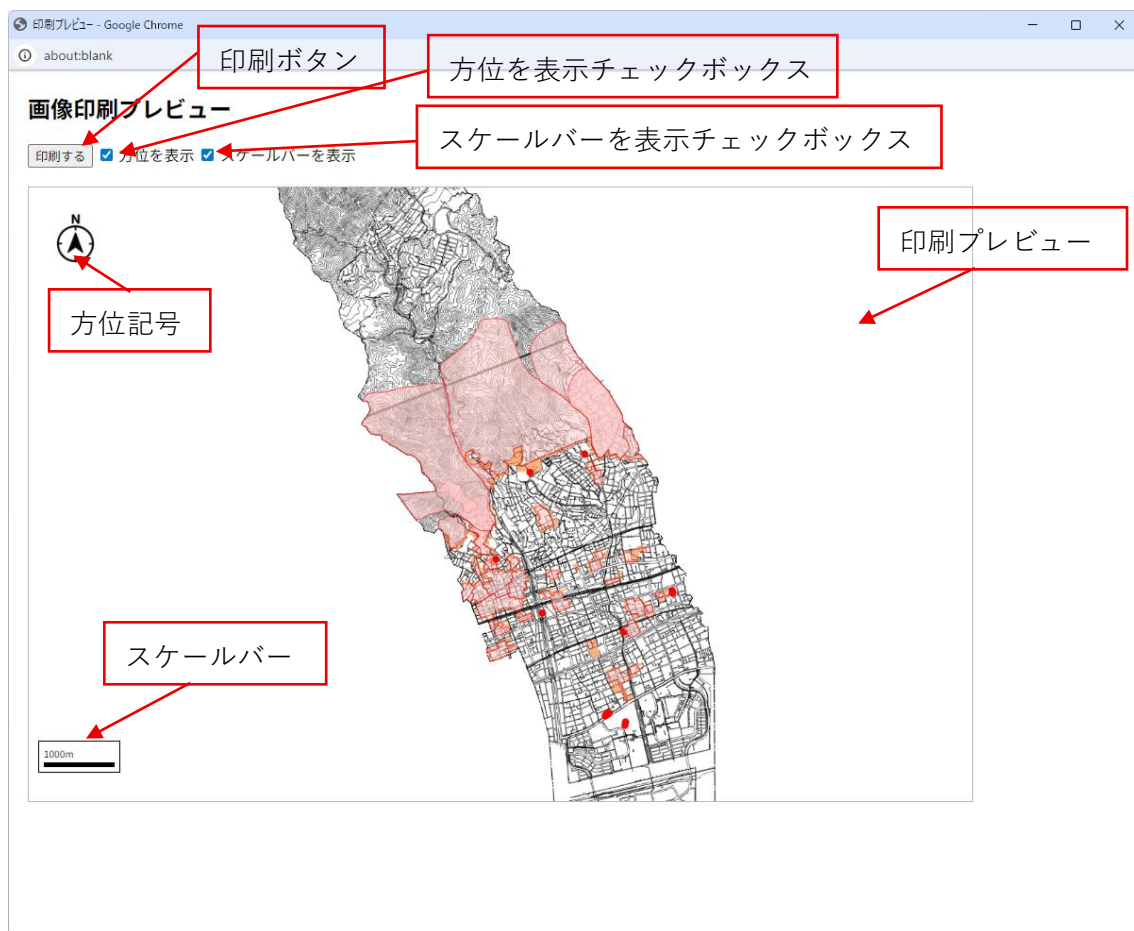 印刷プレビュー - Google Chrome
about:blank
印刷ボタン
方位を表示チェックボックス
画像印刷プレビュー
スケールバーを表示チェックボックス
印刷する 方位を表示 スケールバーを表示
印刷プレビュー
N
方位記号
スケールバー
1000m